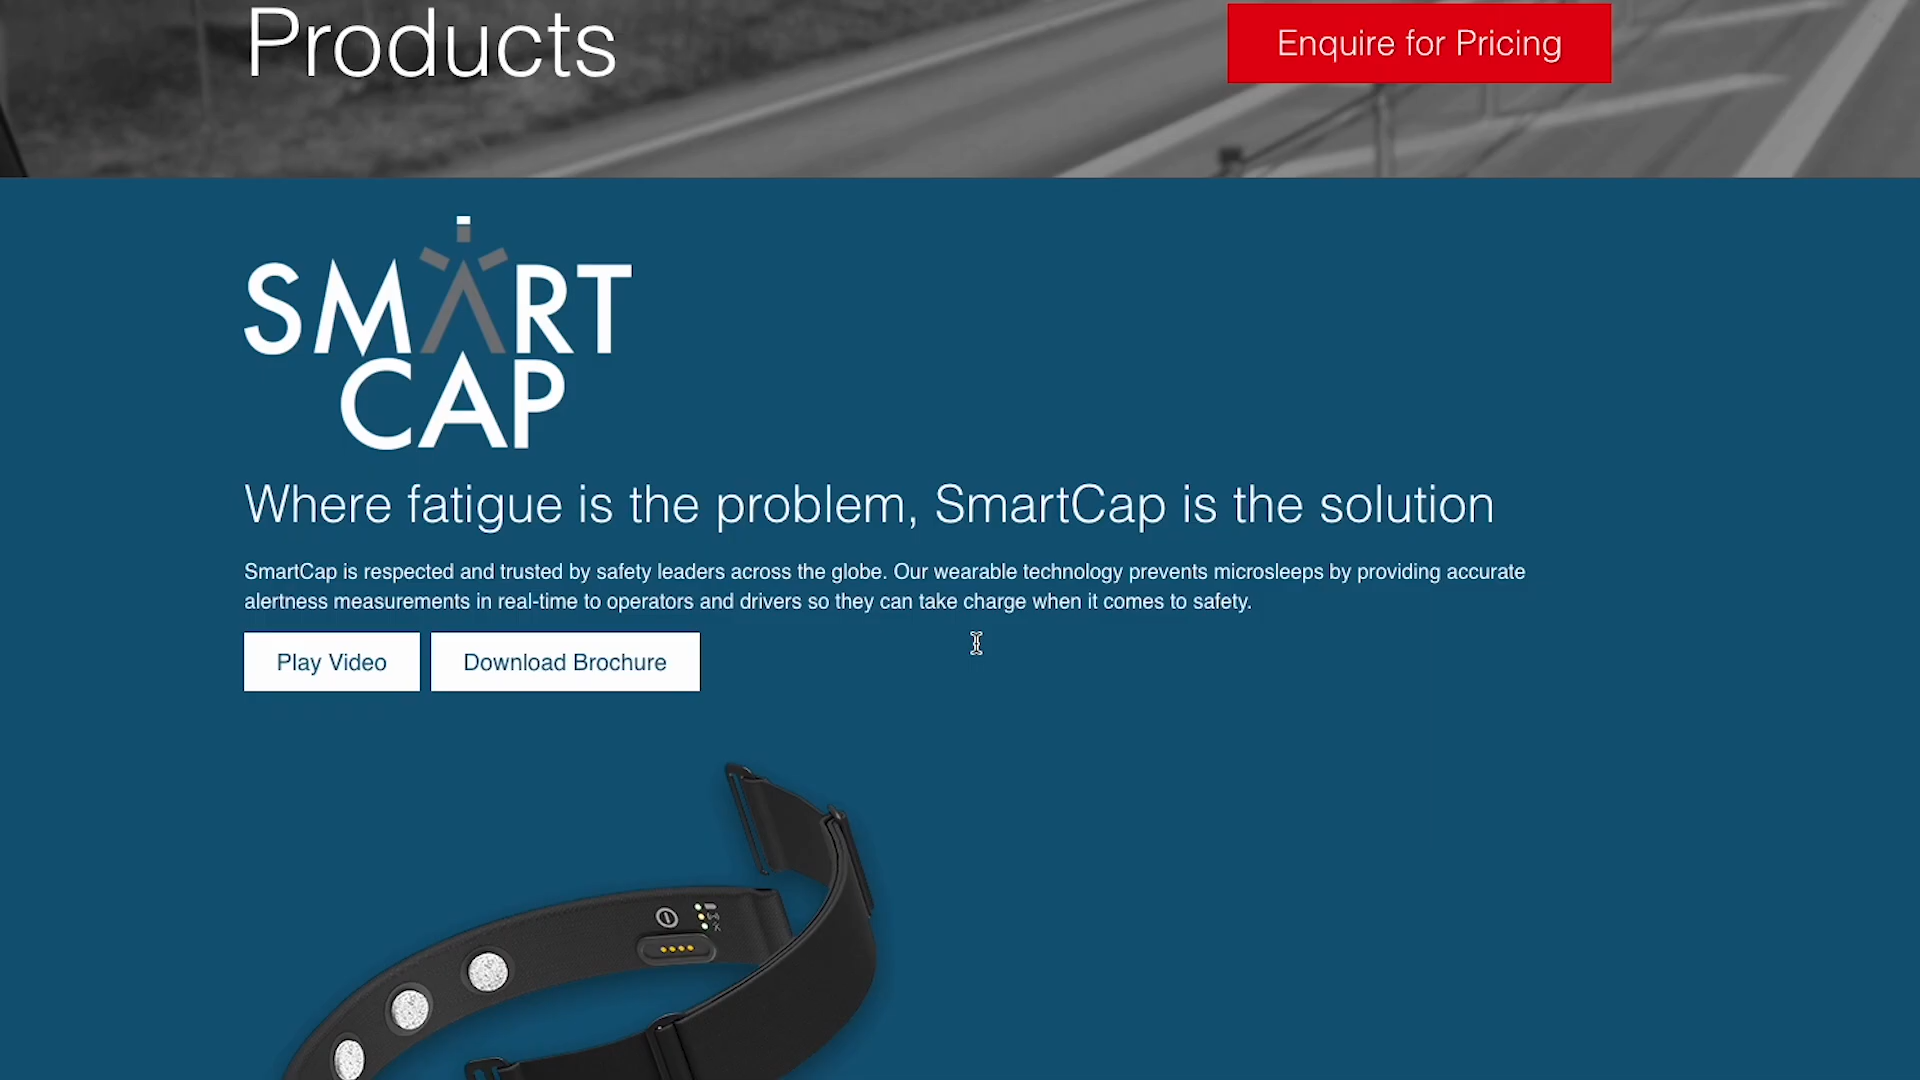 Products
Enquire for Pricing
SMART
CAP
Where fatigue is the problem, SmartCap is the solution
SmartCap is respected and trusted by safety leaders across the globe. Our wearable technology prevents microsleeps by providing accurate
alertness measurements in real-time to operators and drivers so they can take charge when it comes to safety.
Play Video
Download Brochure